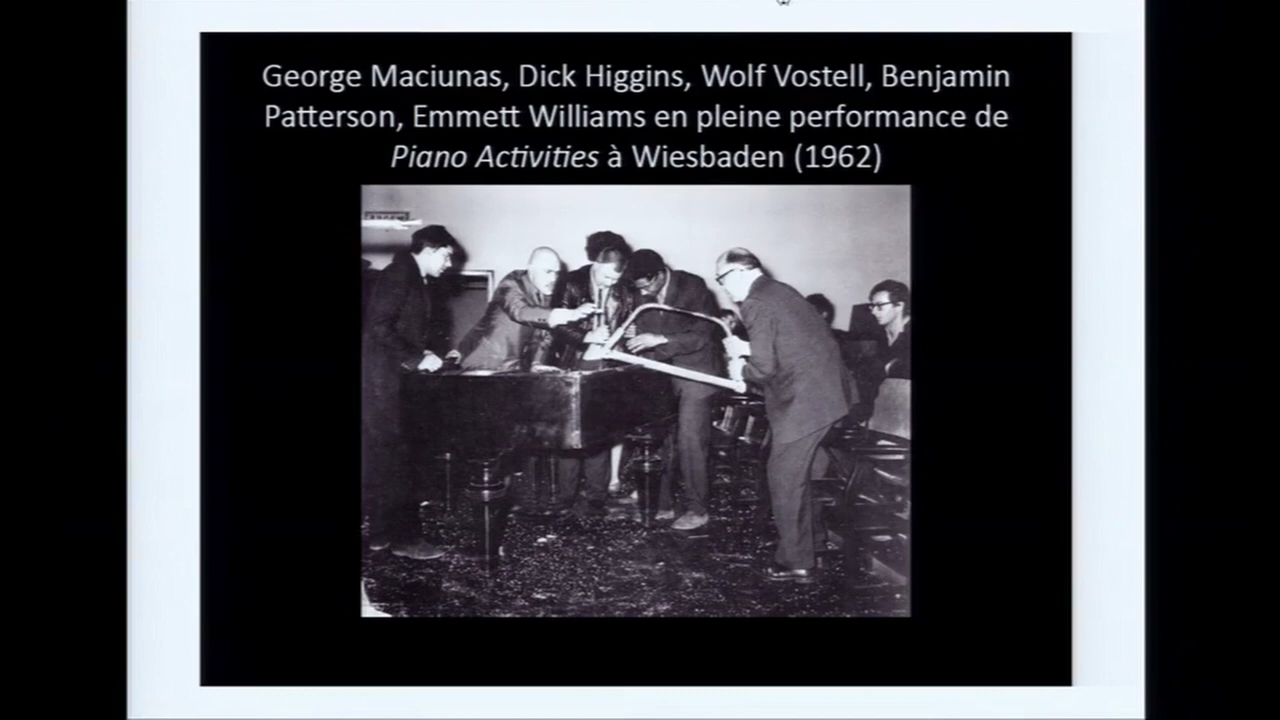 George Maciunas, Dick Higgins, Wolf Vostell, Benjamin
Patterson, Emmett Williams en pleine performance de
Piano Activities à Wiesbaden (1962)